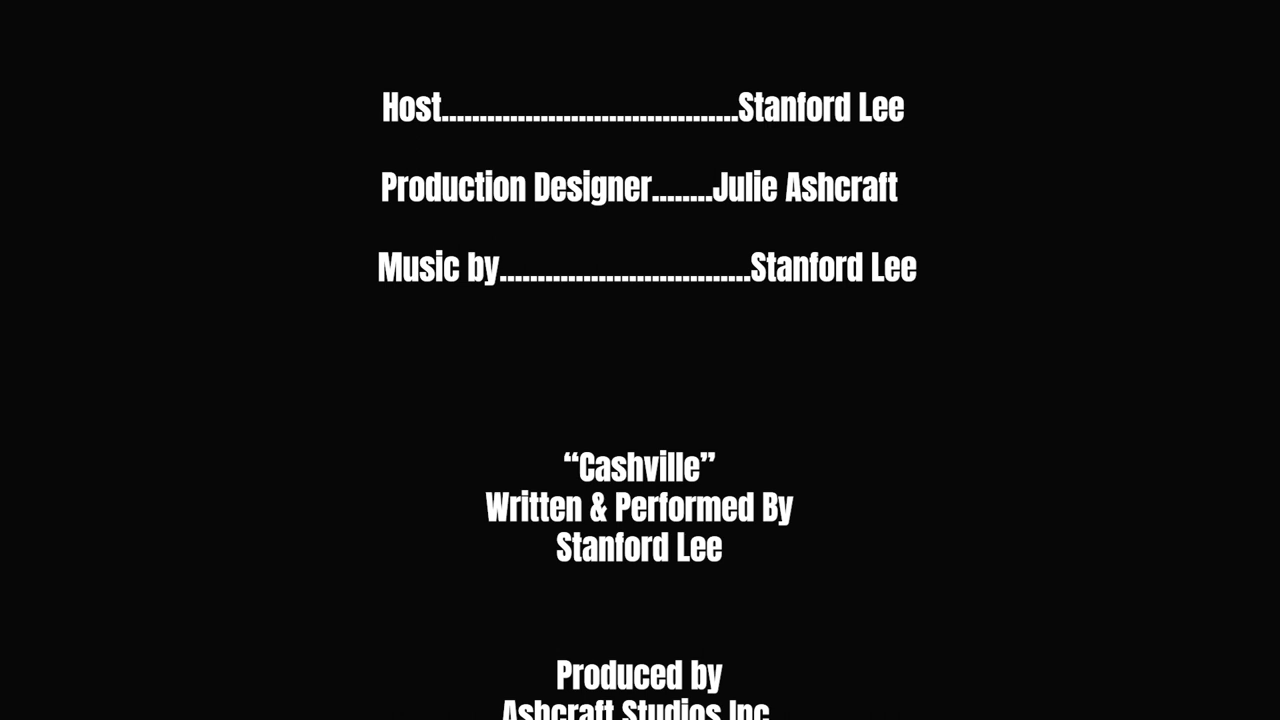 Host.......................................Stanford Lee
Production Designer........Julie Ashcraft
Music by.................................Stanford Lee
“Cashville”
Written & Performed By
Stanford Lee
Produced by
Ashcraft Studios Inc